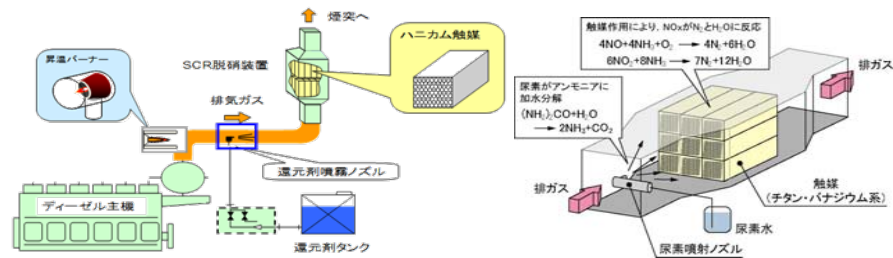 煙突へ
昇温バーナー
SCR脱硝装置
ハニカム触媒
排気ガス
還元剤噴霧ノズル
ディーゼル主機
還元剤タンク
触媒作用により、NOxがN₂とH₂Oに反応
4NO+4NH₃+O₂ → 4N₂+6H₂O
6NO₂+8NH₃ → 7N₂+12H₂O
尿素がアンモニアに
加水分解
(NH₂)₂CO+H₂O
→ 2NH₃+CO₂
排ガス
排ガス
触媒
(チタン・バナジウム系)
尿素水
尿素噴射ノズル